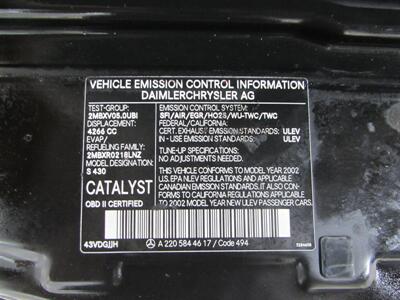 VEHICLE EMISSION CONTROL INFORMATION
DAIMLERCHRYSLER AG
TEST-GROUP:
2MBXV05.0UBI
DISPLACEMENT:
4266 CC
EVAP/
REFUELING FAMILY:
2MBXR0218LNZ
MODEL DESIGNATION:
S 430
CATALYST
OBD II CERTIFIED
EMISSION CONTROL SYSTEM:
SFI/AIR/EGR/HO2S/WU-TWC/TWC
FEDERAL/CALIFORNIA:
CERT. EXHAUST EMISSION STANDARDS: ULEV
IN-USE EXHAUST EMISSION STANDARDS: ULEV
TUNE-UP SPECIFICATIONS:
NO ADJUSTMENTS NEEDED.
THIS VEHICLE CONFORMS TO MODEL YEAR 2002
U.S. EPA NLEV REGULATIONS AND TO
CANADIAN EMISSION STANDARDS. IT ALSO CONFORMS
TO CALIFORNIA REGULATIONS APPLICABLE
TO 2002 MODEL YEAR NEW ULEV PASSENGER CARS.
43VDGJJH
A 220 584 46 17 / Code 494